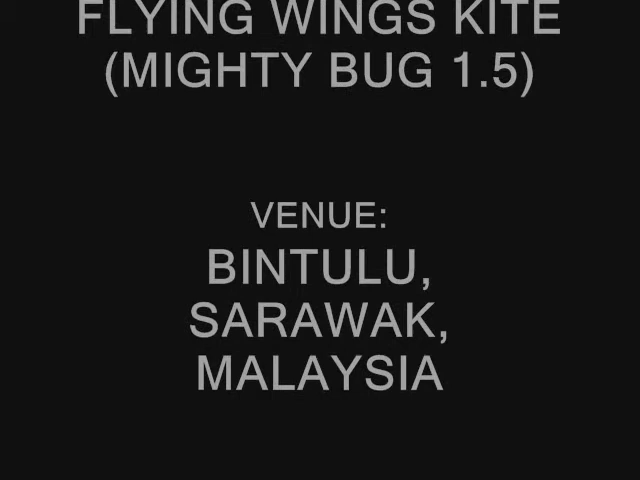 FLYING WINGS KITE
(MIGHTY BUG 1.5)
VENUE:
BINTULU,
SARAWAK,
MALAYSIA